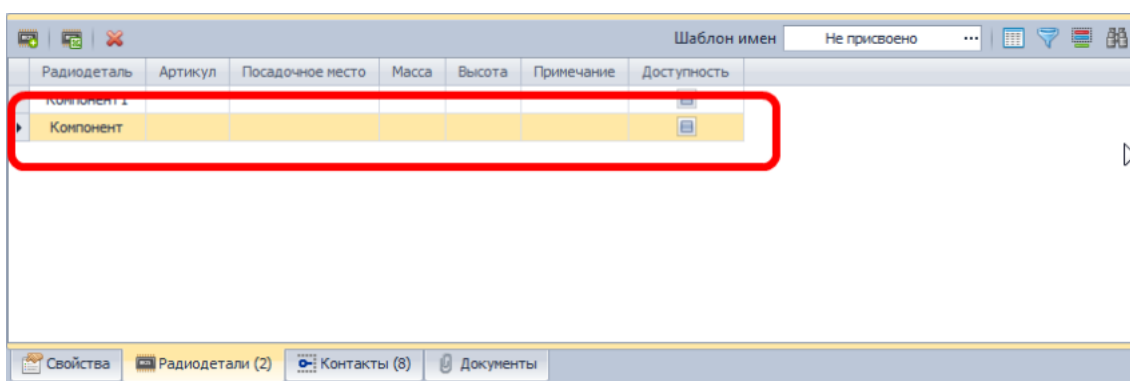 Шаблон имен Не присвоено ...
Радиодеталь Артикул Посадочное место Масса Высота Примечание Доступность
Компонент1
Компонент
Свойства Радиодетали (2) Контакты (8) Документы